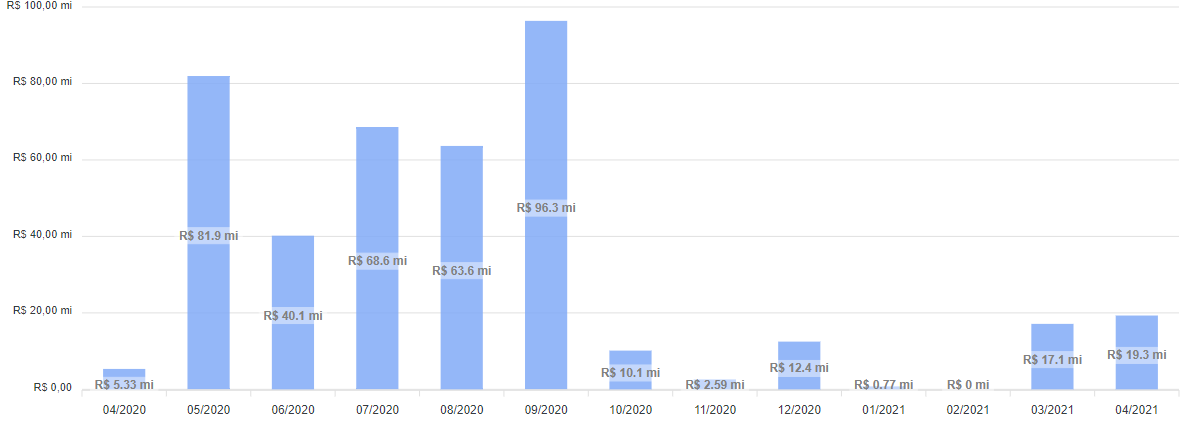 R$ 100,00 mi
R$ 80,00 mi
R$ 60,00 mi
R$ 40,00 mi
R$ 20,00 mi
R$ 0,00
R$ 5.33 mi
R$ 81.9 mi
R$ 40.1 mi
R$ 68.6 mi
R$ 63.6 mi
R$ 96.3 mi
R$ 10.1 mi
R$ 2.59 mi
R$ 12.4 mi
R$ 0.77 mi
R$ 0 mi
R$ 17.1 mi
R$ 19.3 mi
04/2020 05/2020 06/2020 07/2020 08/2020 09/2020 10/2020 11/2020 12/2020 01/2021 02/2021 03/2021 04/2021